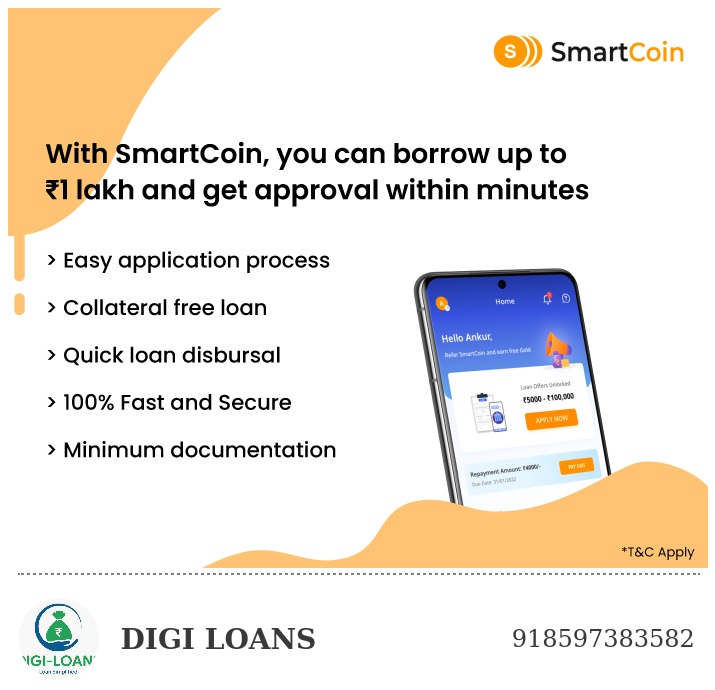 S SmartCoin
With SmartCoin, you can borrow up to
₹1 lakh and get approval within minutes
> Easy application process
> Collateral free loan
> Quick loan disbursal
> 100% Fast and Secure
> Minimum documentation
Home
Hello Ankur,
Refer SmartCoin and earn free Gold
Loan Offers Unlocked
₹5000 - ₹100,000
APPLY NOW
Repayment Amount: ₹4000/-
Due Date: 31/01/2022
PAY EMI
*T&C Apply
₹
IGI-LOAN
Loan Simplified
DIGI LOANS
918597383582